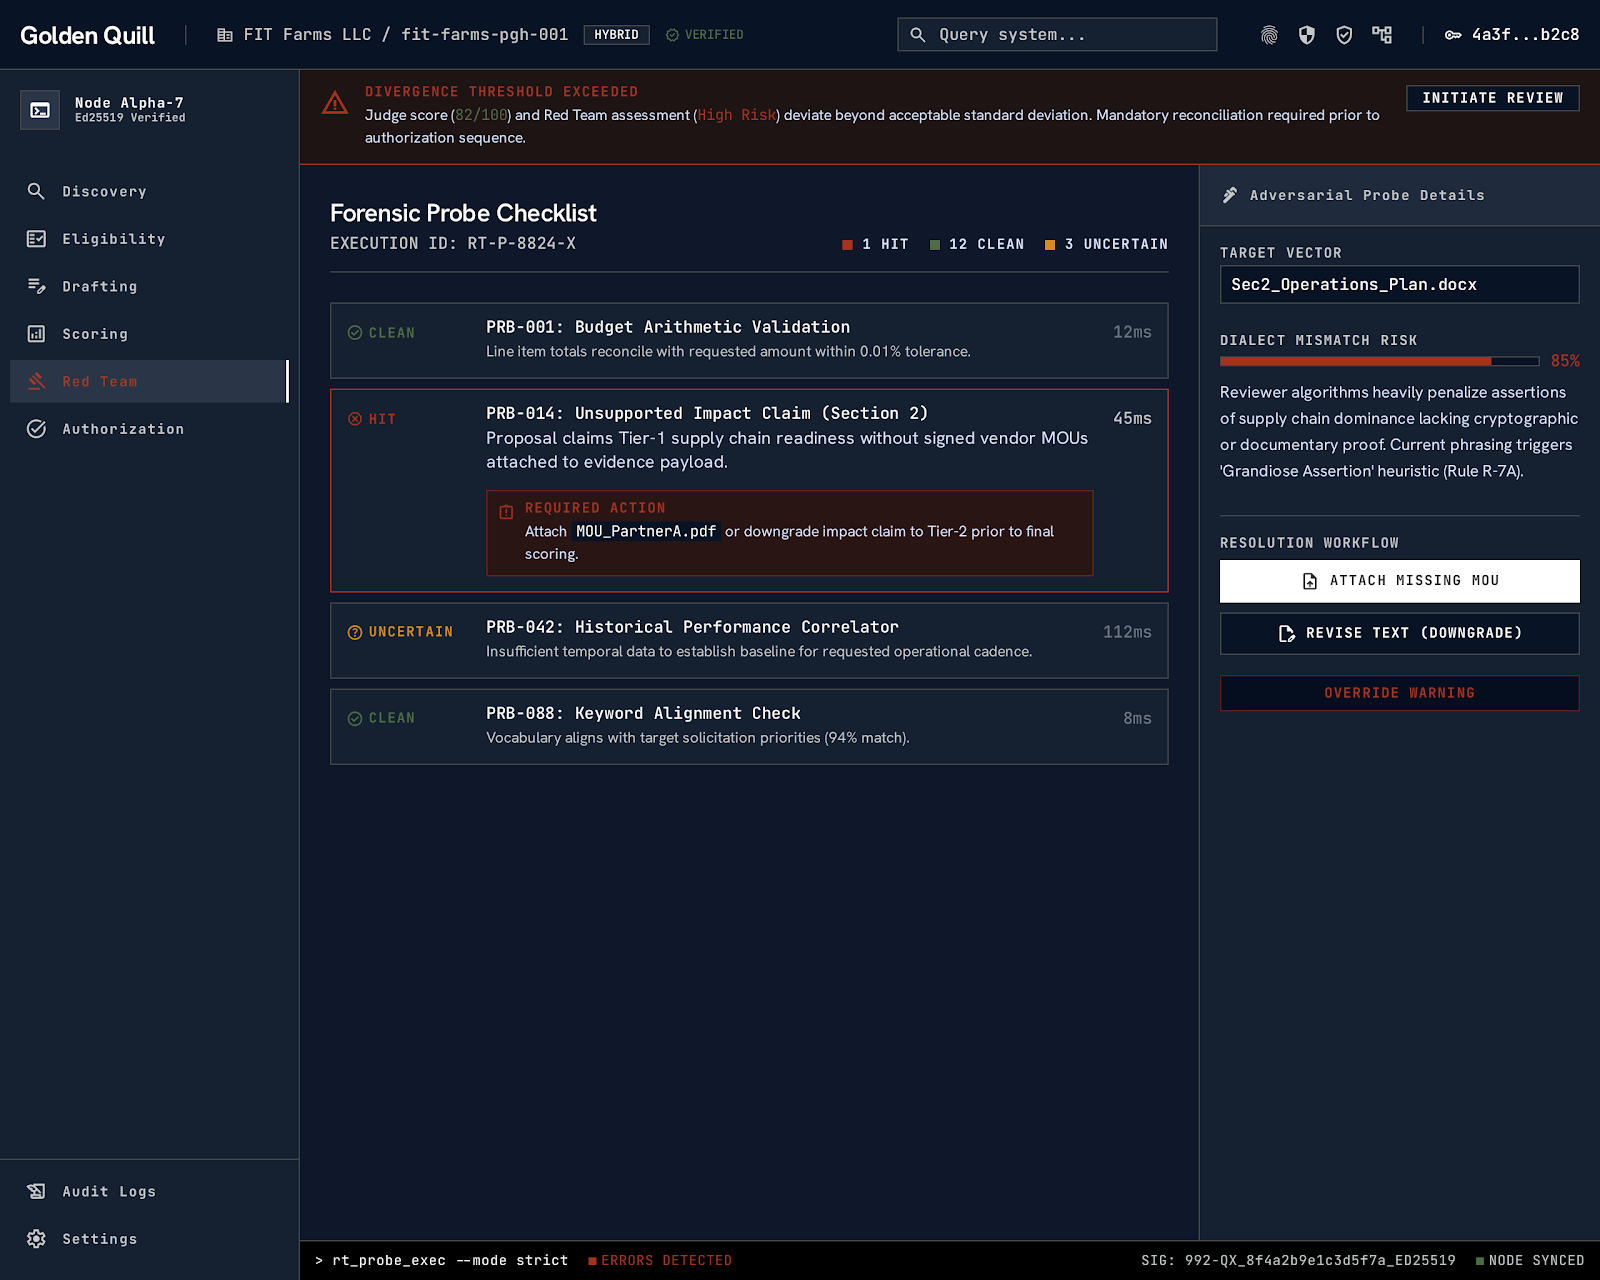 Golden Quill
FIT Farms LLC / fit-farms-pgh-001
HYBRID
VERIFIED
Query system...
4a3f...b2c8
Node Alpha-7
Ed25519 Verified
Discovery
Eligibility
Drafting
Scoring
Red Team
Authorization
Audit Logs
Settings
DIVERGENCE THRESHOLD EXCEEDED
Judge score (82/100) and Red Team assessment (High Risk) deviate beyond acceptable standard deviation. Mandatory reconciliation required prior to
authorization sequence.
INITIATE REVIEW
Forensic Probe Checklist
EXECUTION ID: RT-P-8824-X
1 HIT
12 CLEAN
3 UNCERTAIN
CLEAN
PRB-001: Budget Arithmetic Validation
12ms
Line item totals reconcile with requested amount within 0.01% tolerance.
HIT
PRB-014: Unsupported Impact Claim (Section 2)
45ms
Proposal claims Tier-1 supply chain readiness without signed vendor MOUs
attached to evidence payload.
REQUIRED ACTION
Attach MOU_PartnerA.pdf or downgrade impact claim to Tier-2 prior to final
scoring.
UNCERTAIN
PRB-042: Historical Performance Correlator
112ms
Insufficient temporal data to establish baseline for requested operational cadence.
CLEAN
PRB-088: Keyword Alignment Check
8ms
Vocabulary aligns with target solicitation priorities (94% match).
Adversarial Probe Details
TARGET VECTOR
Sec2_Operations_Plan.docx
DIALECT MISMATCH RISK
85%
Reviewer algorithms heavily penalize assertions
of supply chain dominance lacking cryptographic
or documentary proof. Current phrasing triggers
'Grandiose Assertion' heuristic (Rule R-7A).
RESOLUTION WORKFLOW
ATTACH MISSING MOU
REVISE TEXT (DOWNGRADE)
OVERRIDE WARNING
> rt_probe_exec --mode strict
ERRORS DETECTED
SIG: 992-QX_8f4a2b9e1c3d5f7a_ED25519
NODE SYNCED